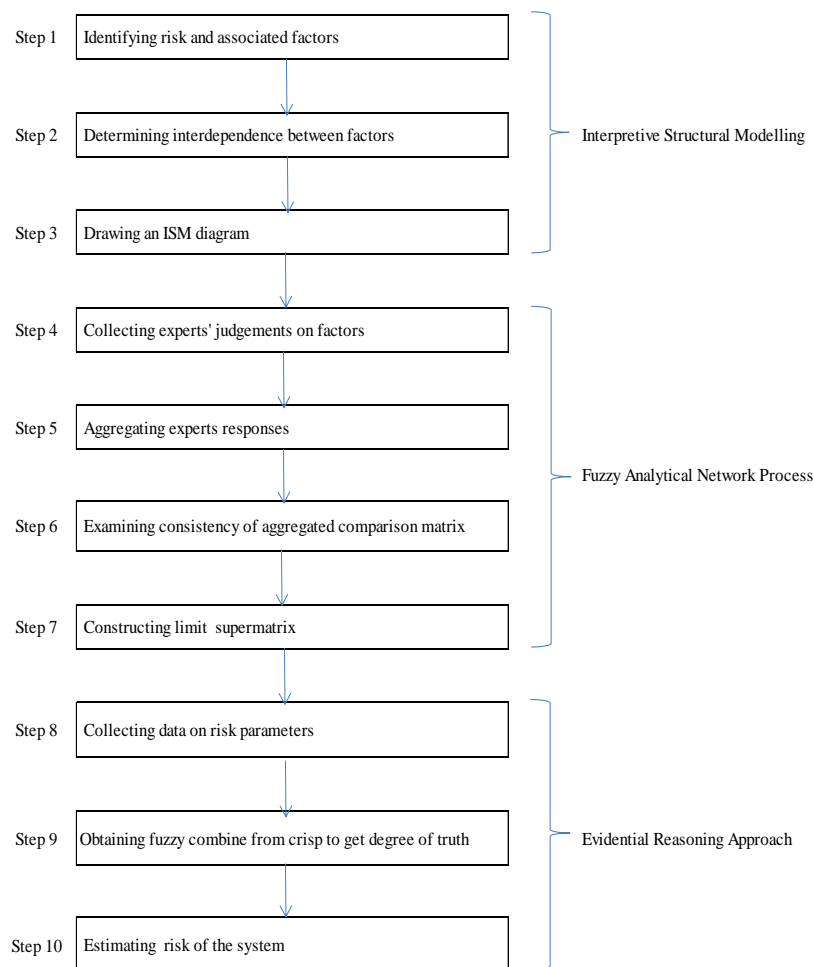 Step 1 Identifying risk and associated factors
Step 2 Determining interdependence between factors
Interpretive Structural Modelling
Step 3 Drawing an ISM diagram
Step 4 Collecting experts' judgements on factors
Step 5 Aggregating experts responses
Fuzzy Analytical Network Process
Step 6 Examining consistency of aggregated comparison matrix
Step 7 Constructing limit supermatrix
Step 8 Collecting data on risk parameters
Step 9 Obtaining fuzzy combine from crisp to get degree of truth
Evidential Reasoning Approach
Step 10 Estimating risk of the system